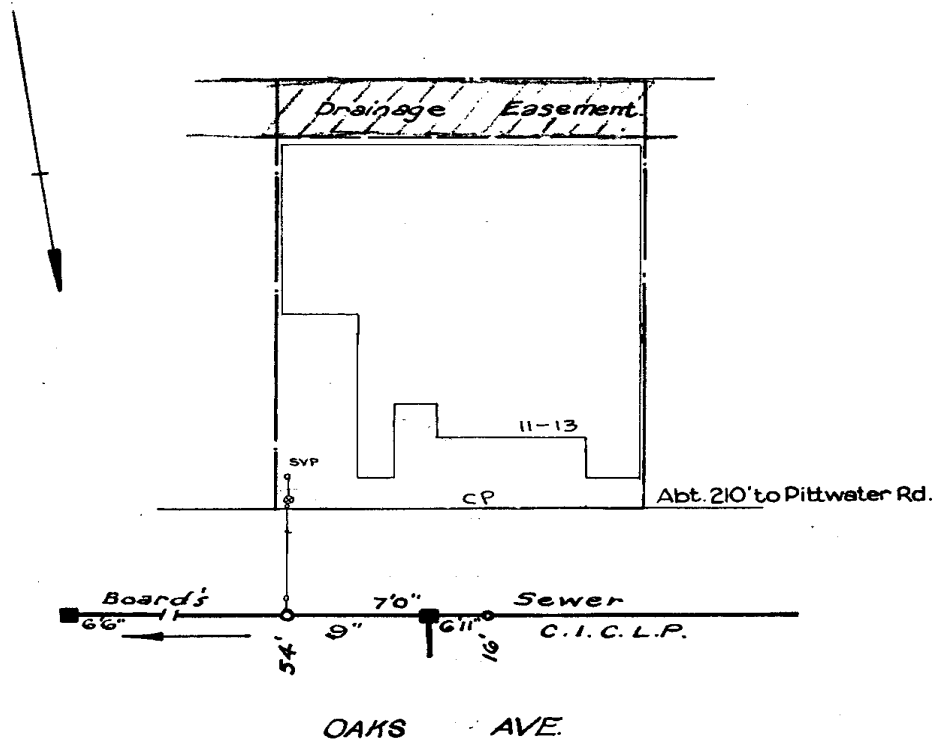 Drainage Easement.
11-13
SVP
CP
Abt. 210' to Pittwater Rd.
Board's 7'0" Sewer
6'6" 9" 6'11" C.I.C.L.P.
54' 16'
OAKS AVE.